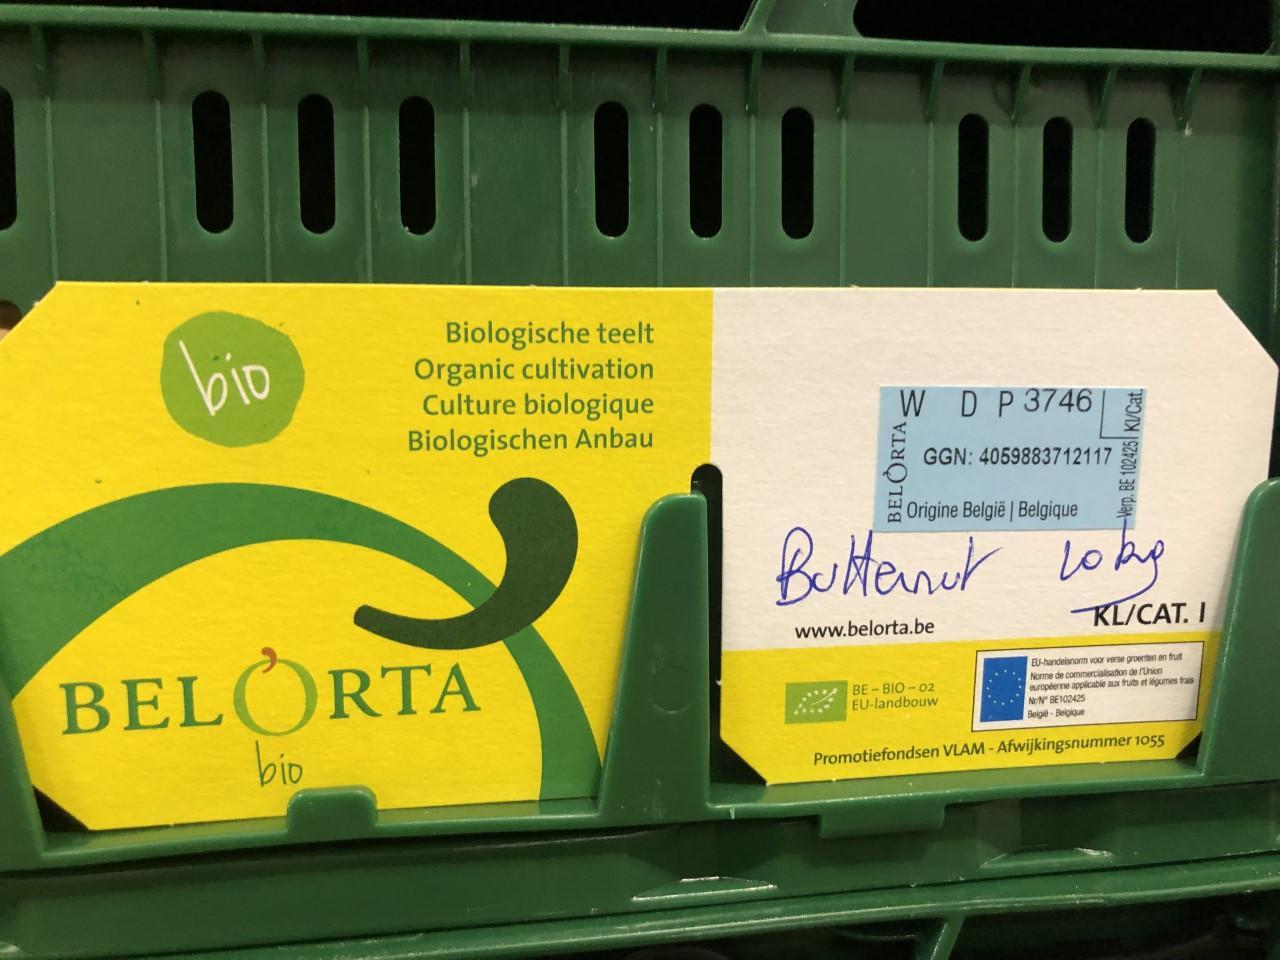 bio
Biologische teelt
Organic cultivation
Culture biologique
Biologischen Anbau
BELORTA
bio
W D P 3746
Kl/Cat.
BELORTA
GGN: 4059883712117
Verp. BE 102425
Origine België | Belgique
Butternut 10 kg
www.belorta.be
KL/CAT. I
BE – BIO – 02
EU-landbouw
EU-handelsnorm voor verse groenten en fruit
Norme de commercialisation de l'Union
européenne applicable aux fruits et légumes frais
Nr/N° BE102425
België - Belgique
Promotiefondsen VLAM - Afwijkingsnummer 1055